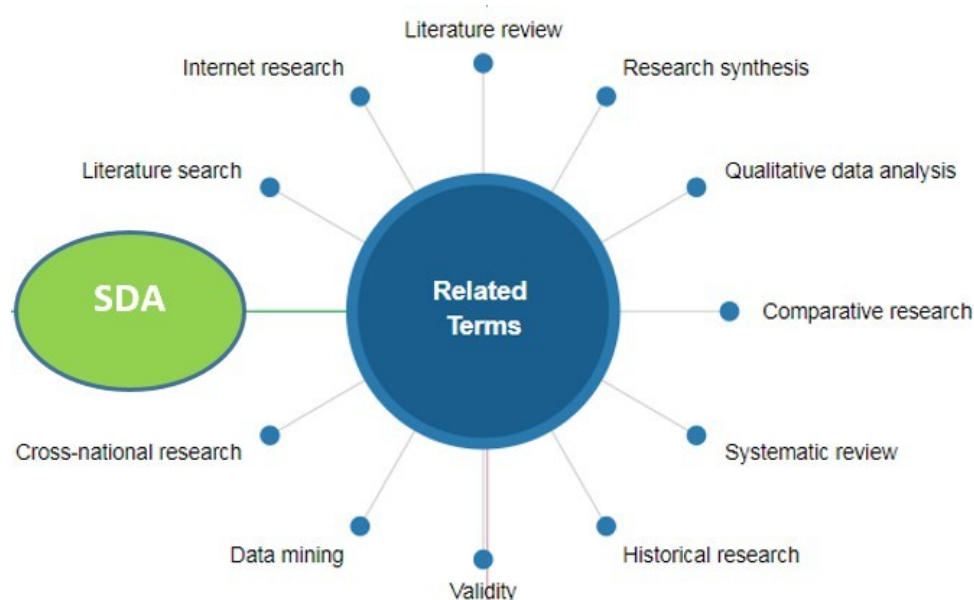 Literature review
Internet research
Research synthesis
Literature search
Qualitative data analysis
SDA
Related
Terms
Comparative research
Cross-national research
Systematic review
Data mining
Historical research
Validity